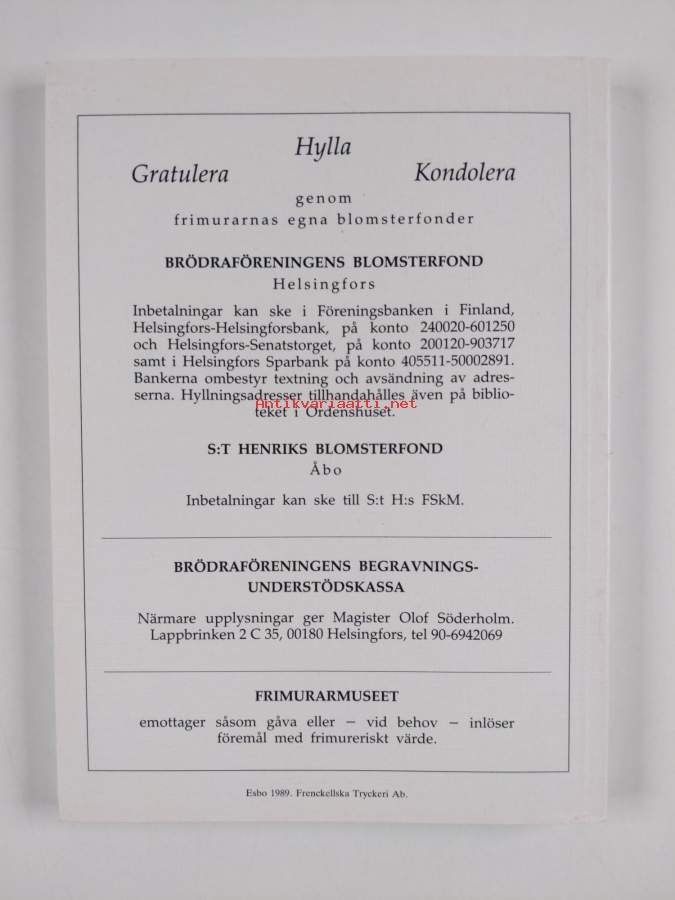 Hylla
Gratulera Kondolera
genom
frimurarnas egna blomsterfonder
BRÖDRAFÖRENINGENS BLOMSTERFOND
Helsingfors
Inbetalningar kan ske i Föreningsbanken i Finland,
Helsingfors-Helsingforsbank, på konto 240020-601250
och Helsingfors-Senatstorget, på konto 200120-903717
samt i Helsingfors Sparbank på konto 405511-50002891.
Bankerna ombestyr textning och avsändning av adres-
serna. Hyllningsadresser tillhandahålles även på biblio-
teket i Ordenshuset.
Antikvariaatti.net
S:T HENRIKS BLOMSTERFOND
Åbo
Inbetalningar kan ske till S:t H:s FSkM.
BRÖDRAFÖRENINGENS BEGRAVNINGS-
UNDERSTÖDSKASSA
Närmare upplysningar ger Magister Olof Söderholm.
Lappbrinken 2 C 35, 00180 Helsingfors, tel 90-6942069
FRIMURARMUSEET
emottager såsom gåva eller – vid behov – inlöser
föremål med frimureriskt värde.
Esbo 1989. Frenckellska Tryckeri Ab.